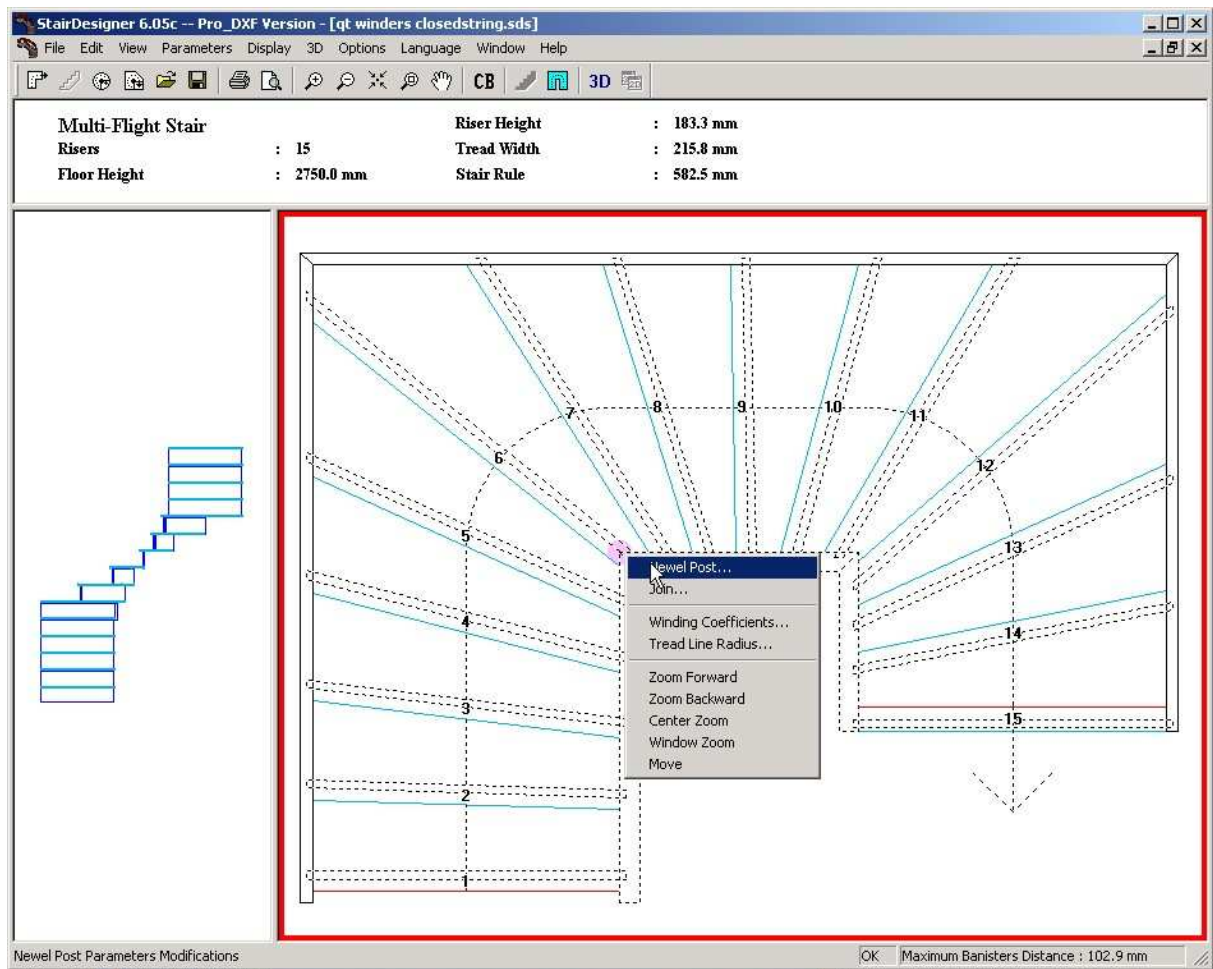 StairDesigner 6.05c -- Pro_DXF Version - [qt winders closedstring.sds]
File Edit View Parameters Display 3D Options Language Window Help
CB 3D
Multi-Flight Stair
Risers : 15
Floor Height : 2750.0 mm
Riser Height : 183.3 mm
Tread Width : 215.8 mm
Stair Rule : 582.5 mm
7 8 9 10 11
6 12
5 13
4 14
3 15
2
1
Newel Post...
Join...
Winding Coefficients...
Tread Line Radius...
Zoom Forward
Zoom Backward
Center Zoom
Window Zoom
Move
Newel Post Parameters Modifications OK Maximum Banisters Distance : 102.9 mm